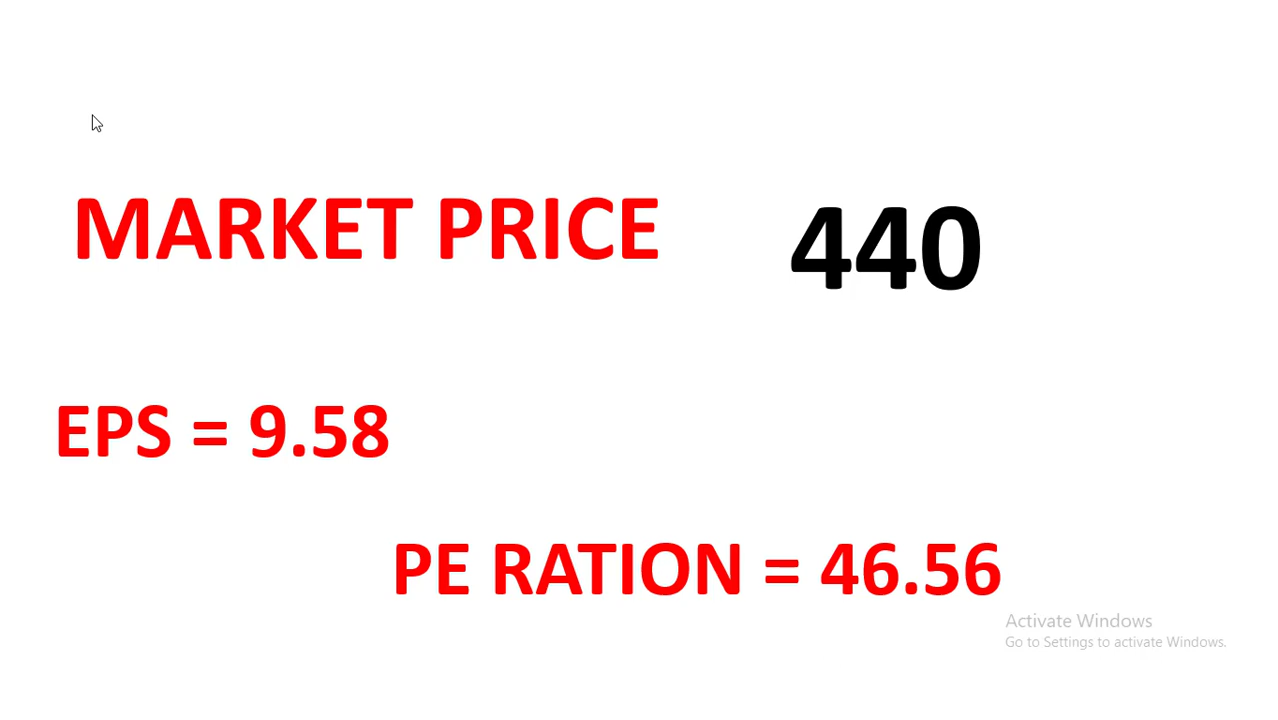 MARKET PRICE 440
EPS = 9.58
PE RATION = 46.56
Activate Windows
Go to Settings to activate Windows.